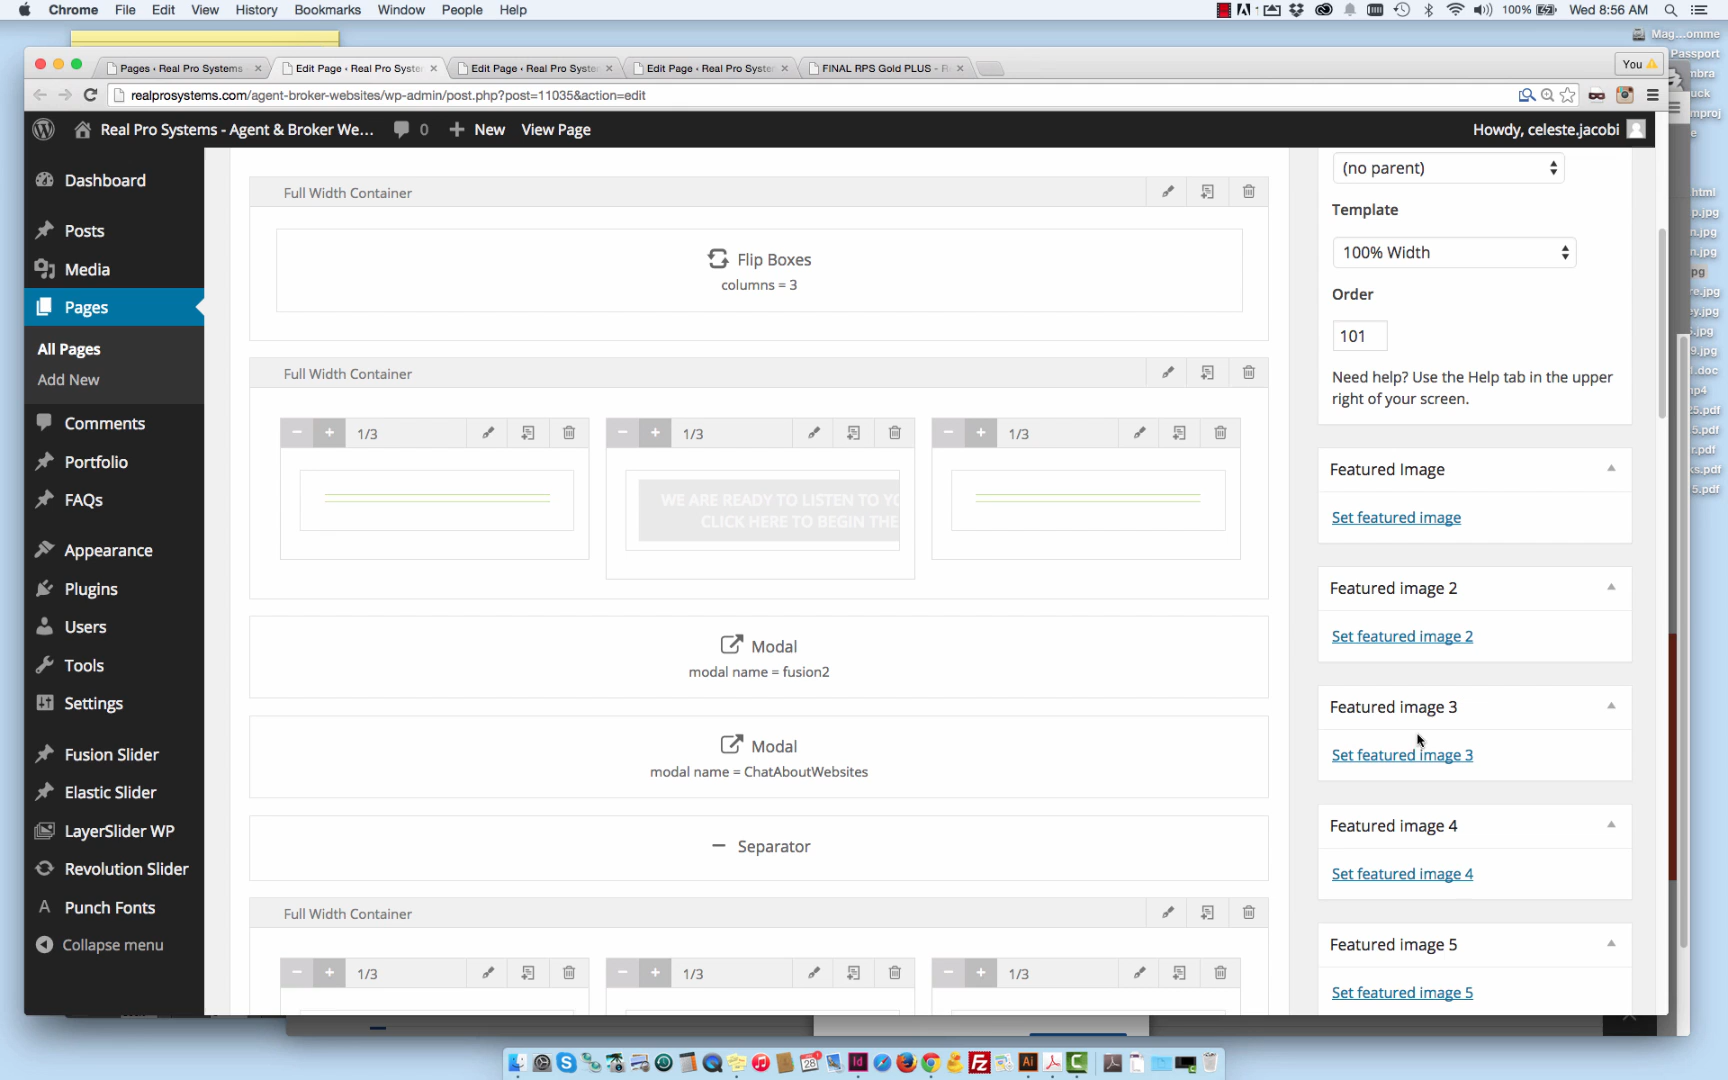 Chrome File Edit View History Bookmarks Window People Help
100% Wed 8:56 AM
Mag...omme
Passport
Pages ‹ Real Pro Systems
Edit Page ‹ Real Pro Syste
Edit Page ‹ Real Pro Syste
Edit Page ‹ Real Pro Syste
FINAL RPS Gold PLUS - R
You
realprosystems.com/agent-broker-websites/wp-admin/post.php?post=11035&action=edit
Real Pro Systems - Agent & Broker We...
0
New
View Page
Howdy, celeste.jacobi
Dashboard
Posts
Media
Pages
All Pages
Add New
Comments
Portfolio
FAQs
Appearance
Plugins
Users
Tools
Settings
Fusion Slider
Elastic Slider
LayerSlider WP
Revolution Slider
Punch Fonts
Collapse menu
Full Width Container
Flip Boxes
columns = 3
Full Width Container
1/3
1/3
1/3
WE ARE READY TO LISTEN TO YO
CLICK HERE TO BEGIN THE
Modal
modal name = fusion2
Modal
modal name = ChatAboutWebsites
Separator
Full Width Container
1/3
1/3
1/3
(no parent)
Template
100% Width
Order
101
Need help? Use the Help tab in the upper
right of your screen.
Featured Image
Set featured image
Featured image 2
Set featured image 2
Featured image 3
Set featured image 3
Featured image 4
Set featured image 4
Featured image 5
Set featured image 5